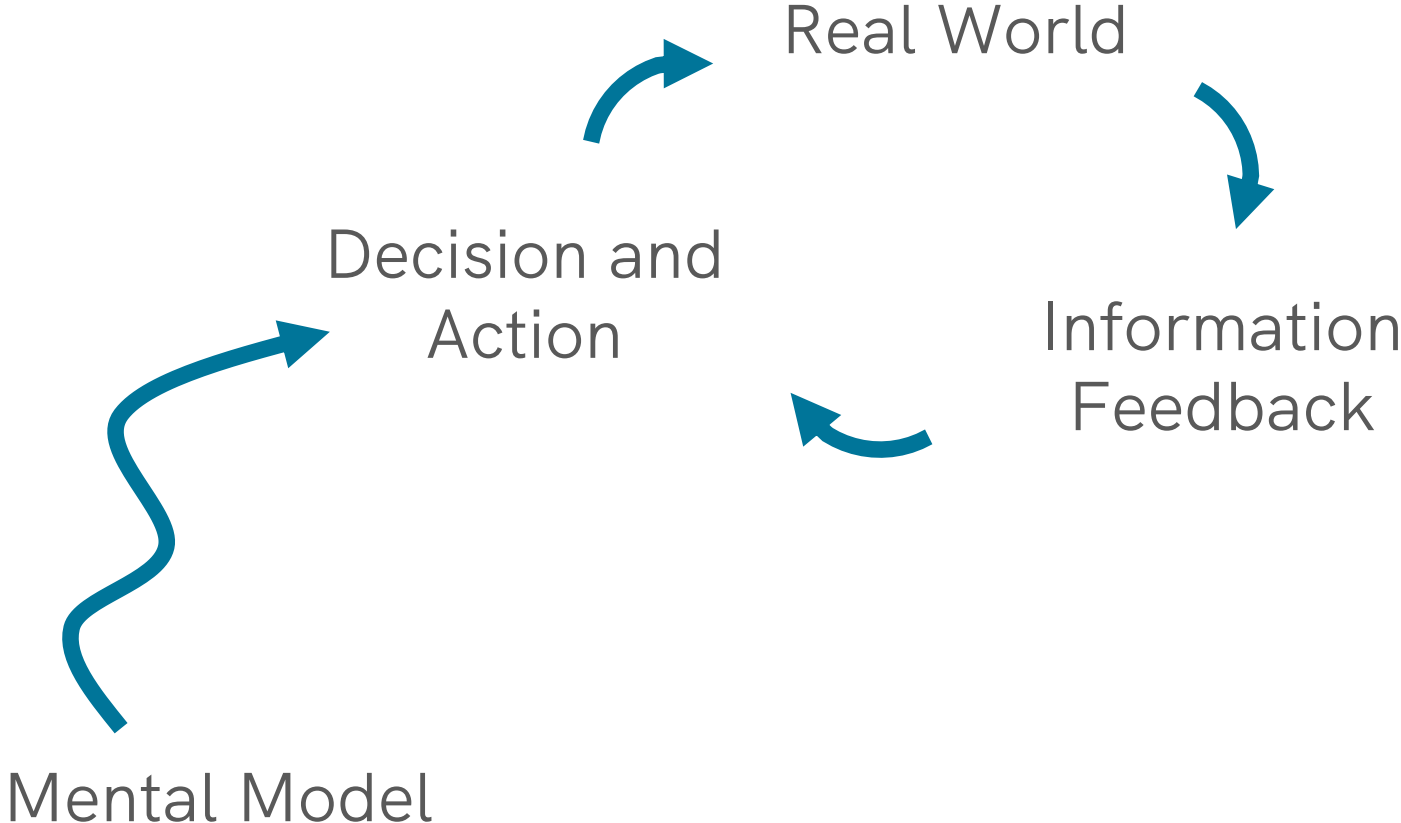 Real World
Decision and
Action
Information
Feedback
Mental Model